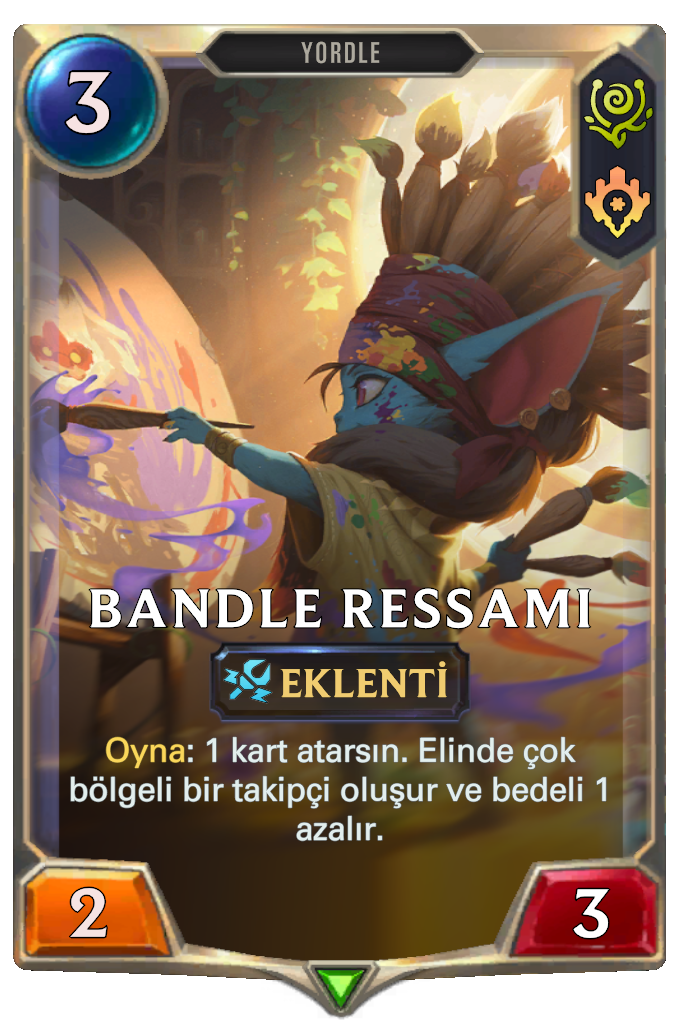 3
YORDLE
BANDLE RESSAMI
EKLENTİ
Oyna: 1 kart atarsın. Elinde çok
bölgeli bir takipçi oluşur ve bedeli 1
azalır.
2
3